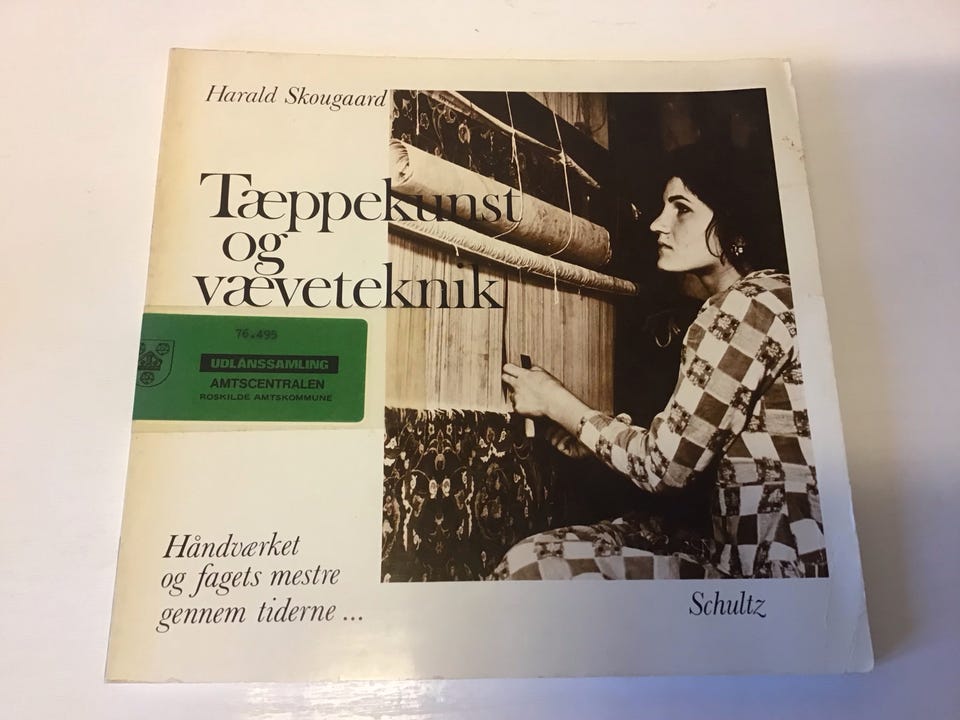 Harald Skougaard
Tæppekunst
og
væveteknik
76.495
UDLÅNSSAMLING
AMTSCENTRALEN
ROSKILDE AMTSKOMMUNE
Håndværket
og fagets mestre
gennem tiderne ...
Schultz